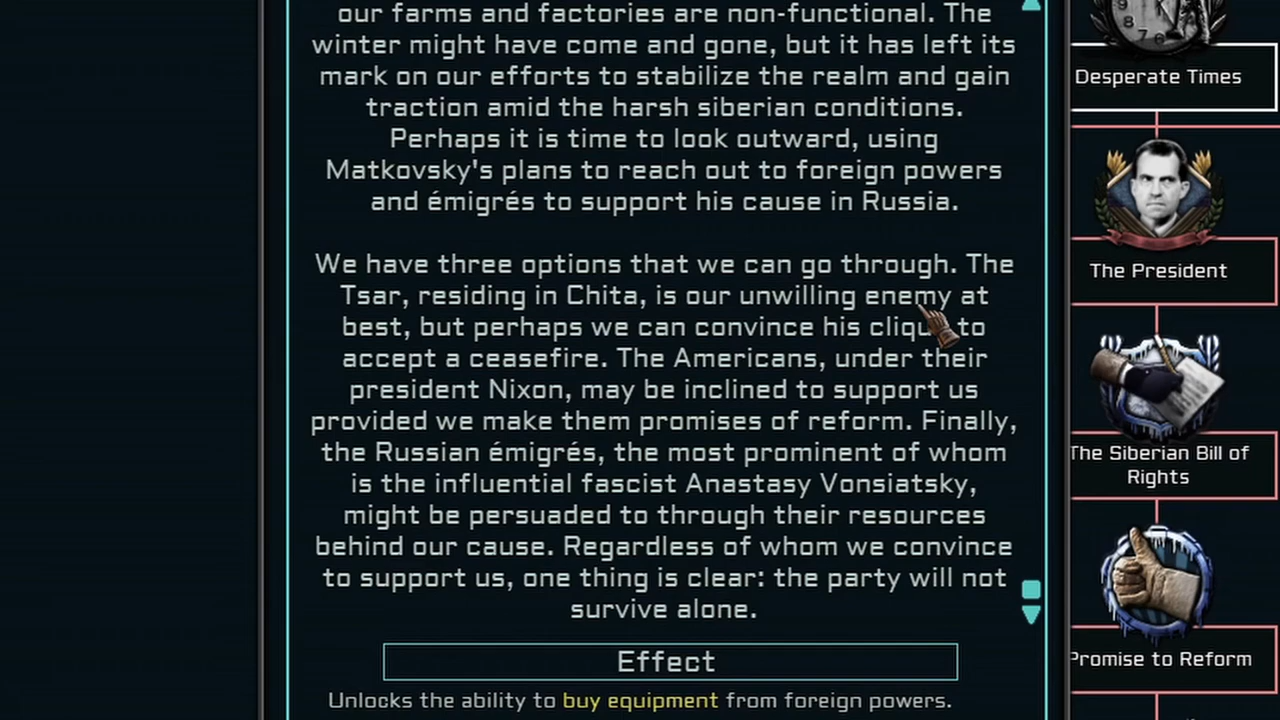 our farms and factories are non-functional. The
winter might have come and gone, but it has left its
mark on our efforts to stabilize the realm and gain
traction amid the harsh siberian conditions.
Perhaps it is time to look outward, using
Matkovsky's plans to reach out to foreign powers
and émigrés to support his cause in Russia.
We have three options that we can go through. The
Tsar, residing in Chita, is our unwilling enemy at
best, but perhaps we can convince his clique to
accept a ceasefire. The Americans, under their
president Nixon, may be inclined to support us
provided we make them promises of reform. Finally,
the Russian émigrés, the most prominent of whom
is the influential fascist Anastasy Vonsiatsky,
might be persuaded to through their resources
behind our cause. Regardless of whom we convince
to support us, one thing is clear: the party will not
survive alone.
Effect
Unlocks the ability to buy equipment from foreign powers.
Desperate Times
The President
The Siberian Bill of
Rights
Promise to Reform